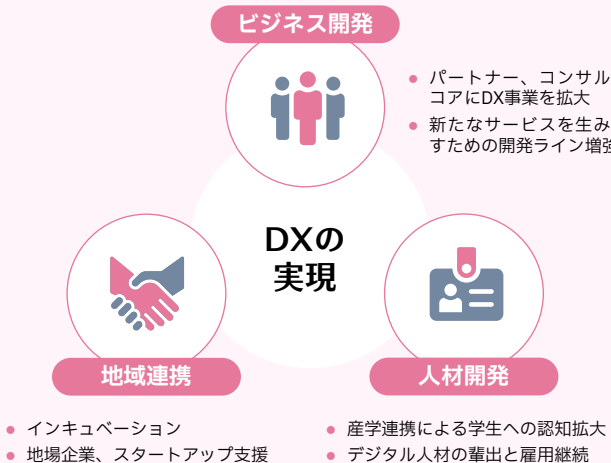 ビジネス開発
パートナー、コンサル
コアにDX事業を拡大
新たなサービスを生み
すための開発ライン増強
DXの
実現
地域連携
人材開発
インキュベーション
地場企業、スタートアップ支援
産学連携による学生への認知拡大
デジタル人材の輩出と雇用継続